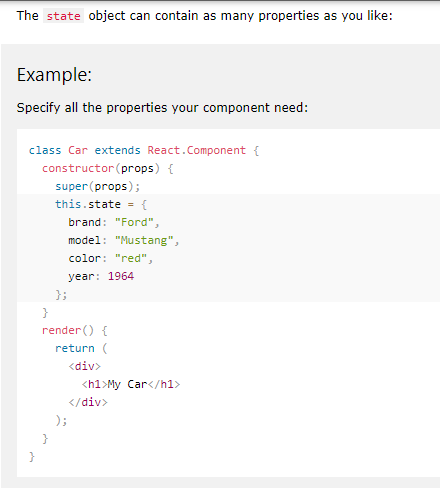 The state object can contain as many properties as you like:
Example:
Specify all the properties your component need:
class Car extends React.Component {
  constructor(props) {
    super(props);
    this.state = {
      brand: "Ford",
      model: "Mustang",
      color: "red",
      year: 1964
    };
  }
  render() {
    return (
      <div>
        <h1>My Car</h1>
      </div>
    );
  }
}